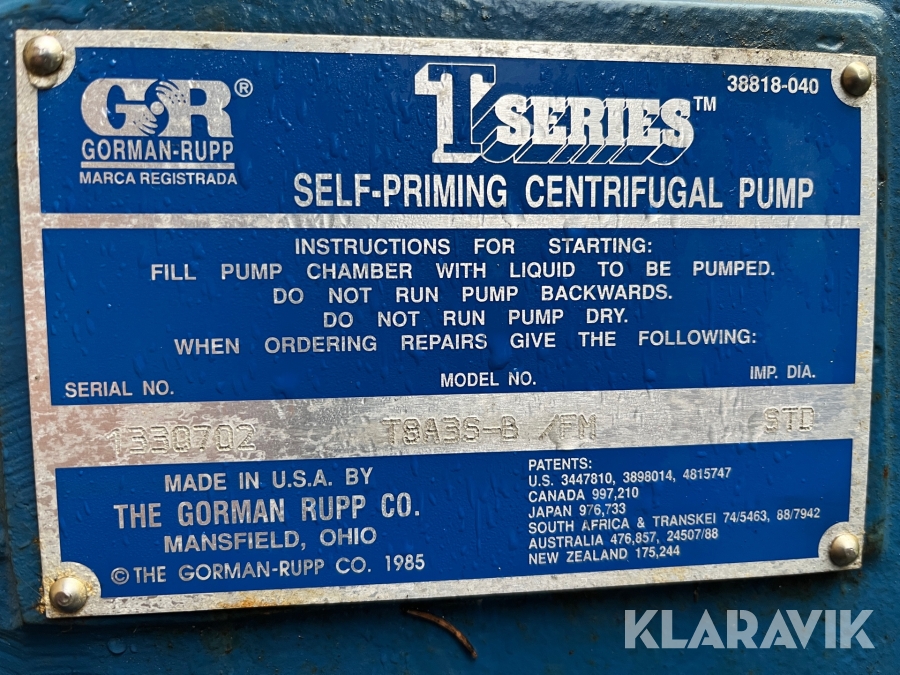 G·R®
GORMAN-RUPP
MARCA REGISTRADA
T SERIES™
38818-040
SELF-PRIMING CENTRIFUGAL PUMP
INSTRUCTIONS FOR STARTING:
FILL PUMP CHAMBER WITH LIQUID TO BE PUMPED.
DO NOT RUN PUMP BACKWARDS.
DO NOT RUN PUMP DRY.
WHEN ORDERING REPAIRS GIVE THE FOLLOWING:
SERIAL NO. MODEL NO. IMP. DIA.
1330702 T8A3S-B /FM STD
MADE IN U.S.A. BY
THE GORMAN RUPP CO.
MANSFIELD, OHIO
© THE GORMAN-RUPP CO. 1985
PATENTS:
U.S. 3447810, 3898014, 4815747
CANADA 997,210
JAPAN 976,733
SOUTH AFRICA & TRANSKEI 74/5463, 88/7942
AUSTRALIA 476,857, 24507/88
NEW ZEALAND 175,244
KLARAVIK